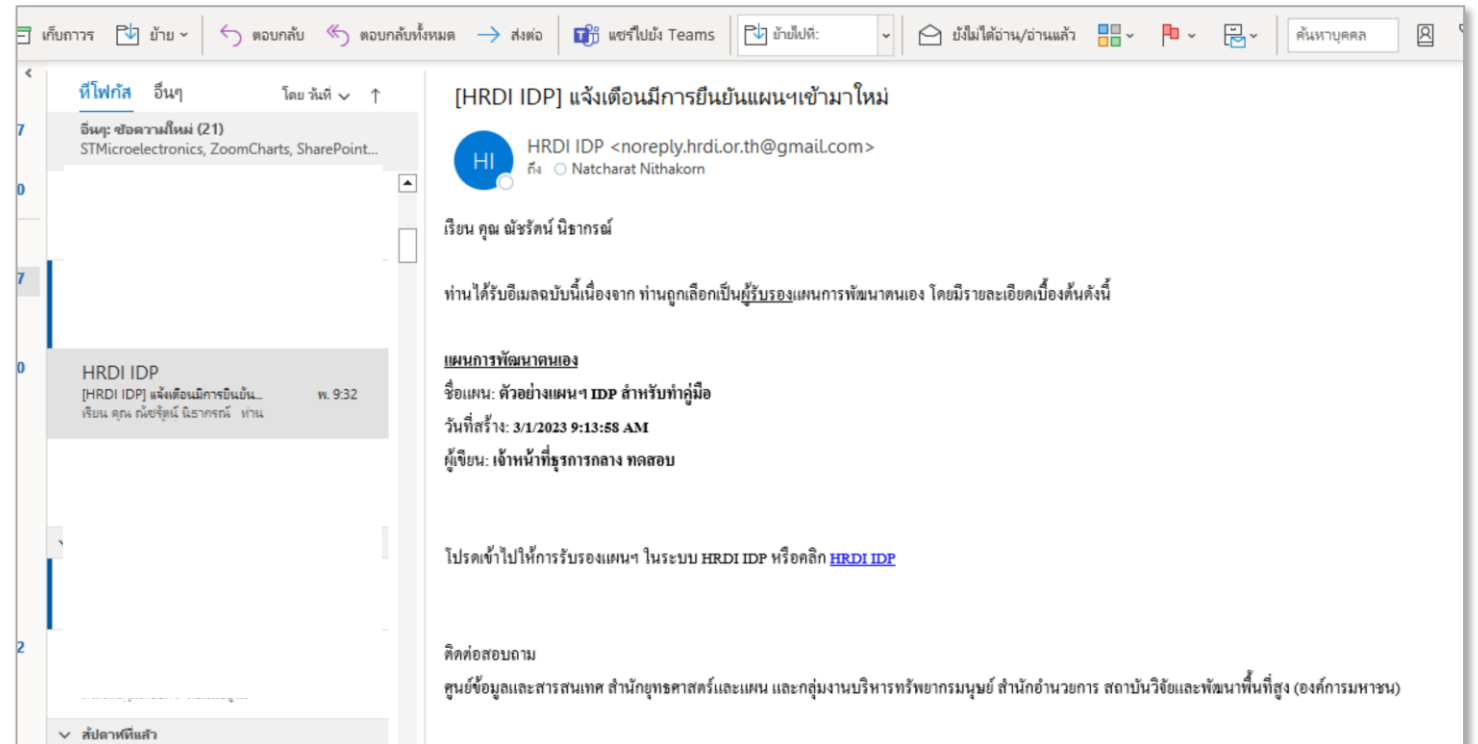 เก็บถาวร ย้าย ตอบกลับ ตอบกลับทั้งหมด ส่งต่อ แชร์ไปยัง Teams ย้ายไปที่: ยังไม่ได้อ่าน/อ่านแล้ว ค้นหาบุคคล
ที่โฟกัส อื่นๆ โดย วันที่
อื่นๆ: ข้อความใหม่ (21)
STMicroelectronics, ZoomCharts, SharePoint...
HRDI IDP
[HRDI IDP] แจ้งเตือนมีการยืนยัน... พ. 9:32
เรียน คุณ ณัชรัตน์ นิธากรณ์ ท่าน
สัปดาห์ที่แล้ว
7
0
7
0
2
[HRDI IDP] แจ้งเตือนมีการยืนยันแผนฯเข้ามาใหม่
HI
HRDI IDP <noreply.hrdi.or.th@gmail.com>
ถึง Natcharat Nithakorn
เรียน คุณ ณัชรัตน์ นิธากรณ์
ท่านได้รับอีเมลฉบับนี้เนื่องจาก ท่านถูกเลือกเป็นผู้รับรองแผนการพัฒนาตนเอง โดยมีรายละเอียดเบื้องต้นดังนี้
แผนการพัฒนาตนเอง
ชื่อแผน: ตัวอย่างแผนฯ IDP สำหรับทำคู่มือ
วันที่สร้าง: 3/1/2023 9:13:58 AM
ผู้เขียน: เจ้าหน้าที่ธุรการกลาง ทดสอบ
โปรดเข้าไปให้การรับรองแผนฯ ในระบบ HRDI IDP หรือคลิก HRDI IDP
ติดต่อสอบถาม
ศูนย์ข้อมูลและสารสนเทศ สำนักยุทธศาสตร์และแผน และกลุ่มงานบริหารทรัพยากรมนุษย์ สำนักอำนวยการ สถาบันวิจัยและพัฒนาพื้นที่สูง (องค์การมหาชน)